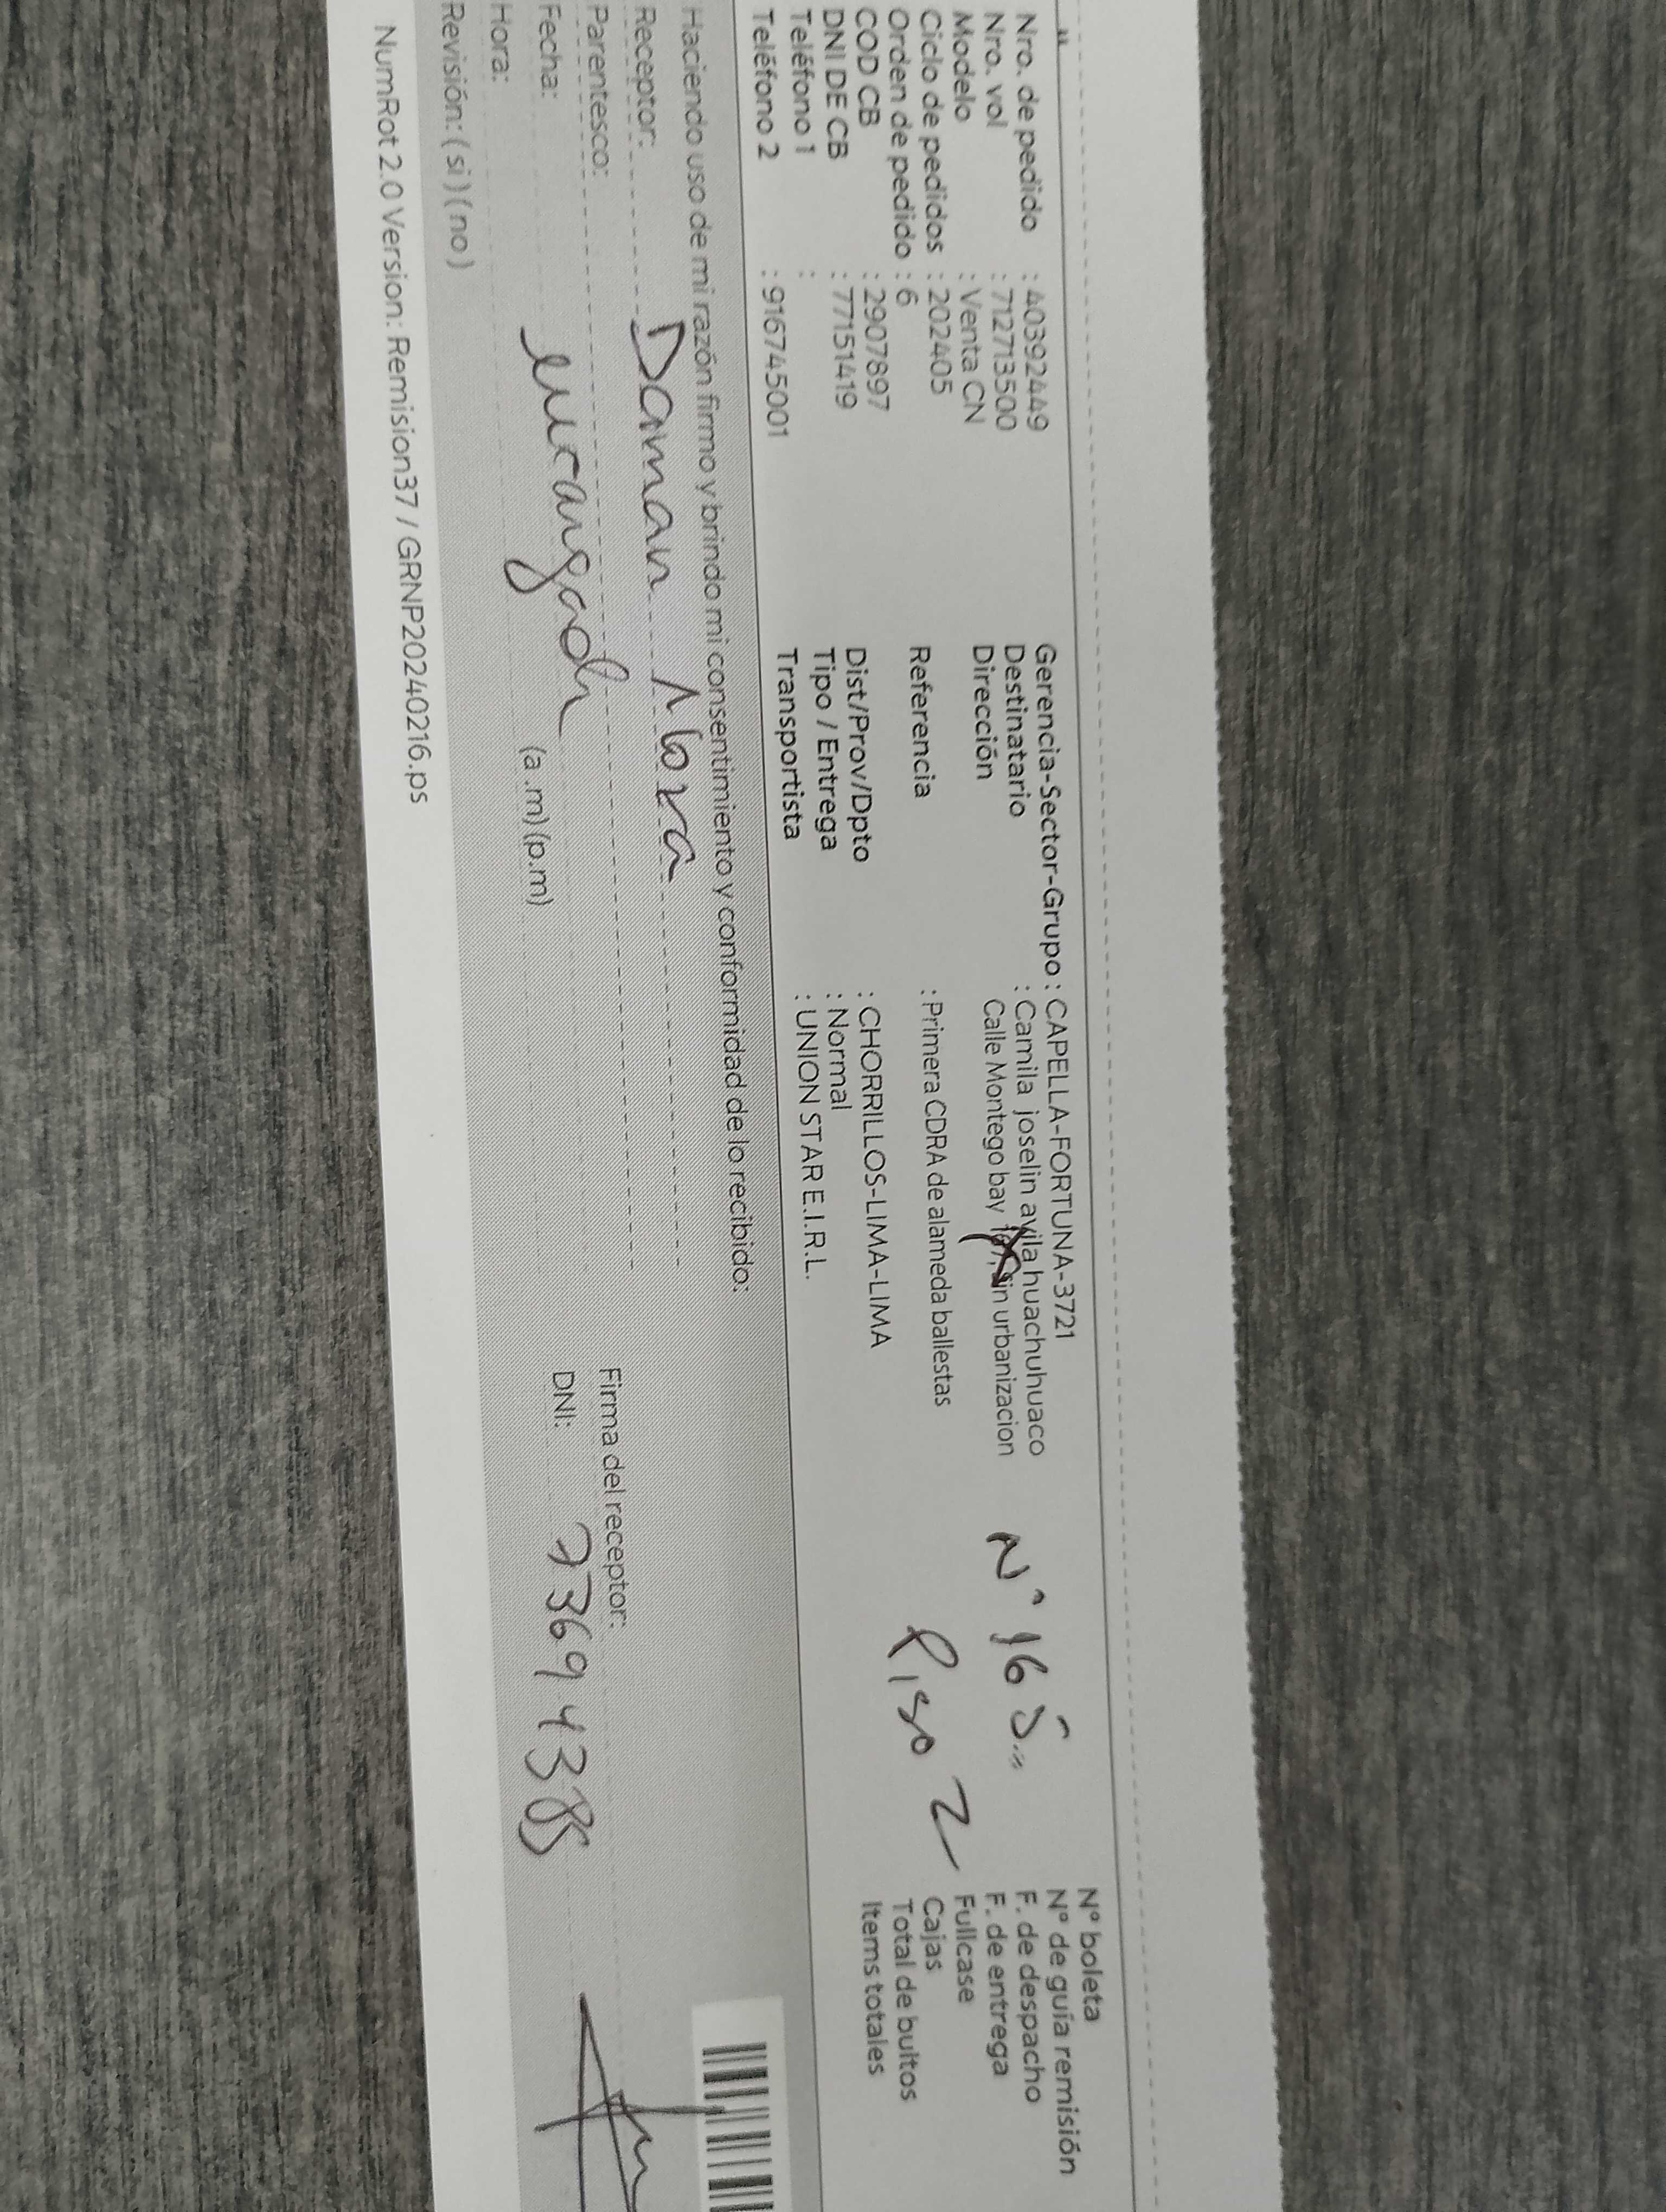 Nro. de pedido : 40392449
Nro. vol : 712713500
Modelo : Venta CN
Ciclo de pedidos : 202405
Orden de pedido : 6
COD CB : 2907897
DNI DE CB : 77151419
Teléfono 1 :
Teléfono 2 : 916745001
Gerencia-Sector-Grupo : CAPELLA-FORTUNA-3721
Destinatario : Camila joselin avila huachuhuaco
Dirección Calle Montego bay sin urbanizacion
N° 165
Referencia : Primera CDRA de alameda ballestas
Piso 2
Dist/Prov/Dpto : CHORRILLOS-LIMA-LIMA
Tipo / Entrega : Normal
Transportista : UNION STAR E.I.R.L.
N° boleta
N° de guía remisión
F. de despacho
F. de entrega
Fullcase
Cajas
Total de bultos
Items totales
Haciendo uso de mi razón firmo y brindo mi consentimiento y conformidad de lo recibido:
Receptor: Daman
Parentesco:
Fecha:
Hora: (a .m) (p.m)
Revisión: ( si ) ( no )
Firma del receptor:
DNI:
NumRot 2.0 Version: Remision37 / GRNP20240216.ps